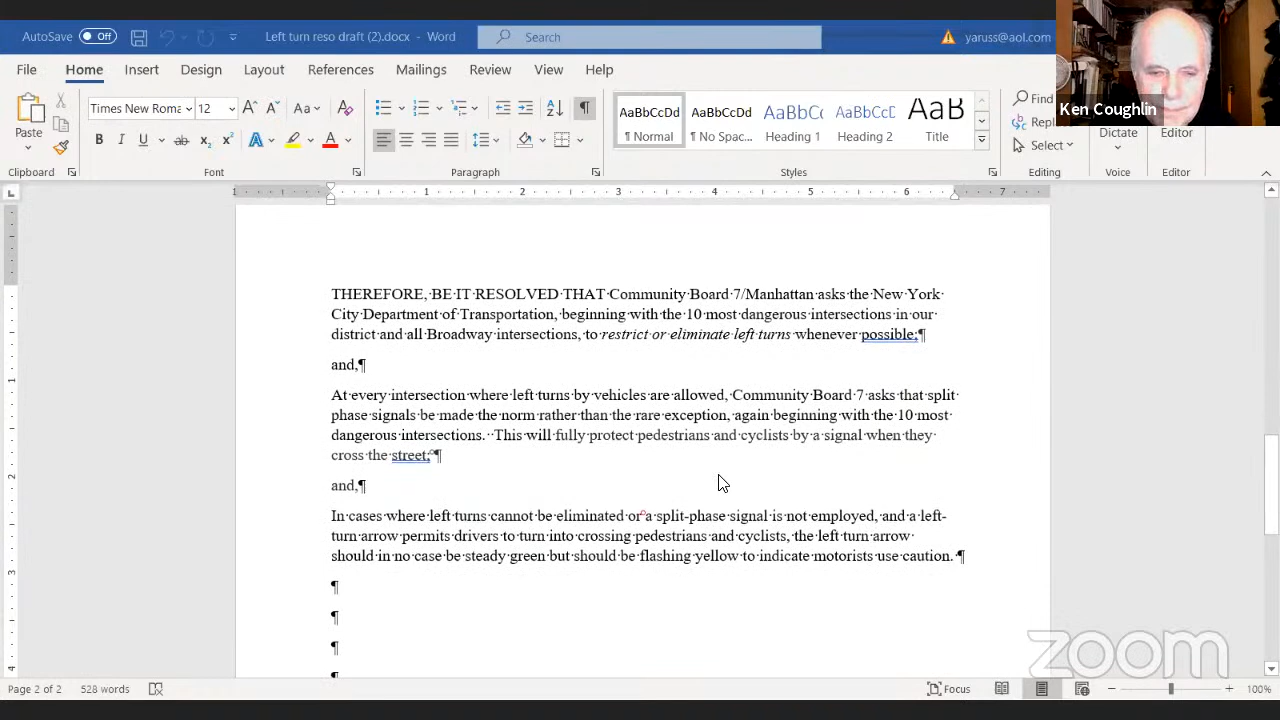 AutoSave Off Left turn reso draft (2).docx - Word Search yaruss@aol.com
File Home Insert Design Layout References Mailings Review View Help
Ken Coughlin
Paste Times New Roma 12 AaBbCcDd AaBbCcDd AaBbCc AaBbCcD AaB Find
¶ Normal ¶ No Spac... Heading 1 Heading 2 Title Select Dictate Editor
Clipboard Font Paragraph Styles Editing Voice Editor
1 1 2 3 4 5 6 7
THEREFORE, BE IT RESOLVED THAT Community Board 7/Manhattan asks the New York
City Department of Transportation, beginning with the 10 most dangerous intersections in our
district and all Broadway intersections, to restrict or eliminate left turns whenever possible;¶
and,¶
At every intersection where left turns by vehicles are allowed, Community Board 7 asks that split
phase signals be made the norm rather than the rare exception, again beginning with the 10 most
dangerous intersections. This will fully protect pedestrians and cyclists by a signal when they
cross the street;¶
and,¶
In cases where left turns cannot be eliminated or a split-phase signal is not employed, and a left-
turn arrow permits drivers to turn into crossing pedestrians and cyclists, the left turn arrow
should in no case be steady green but should be flashing yellow to indicate motorists use caution. ¶
¶
¶
¶
zoom
Page 2 of 2 528 words Focus 100%